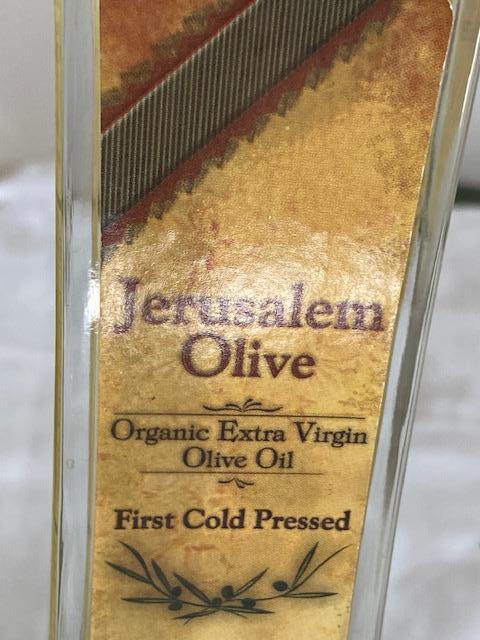 Jerusalem
Olive
Organic Extra Virgin
Olive Oil
First Cold Pressed